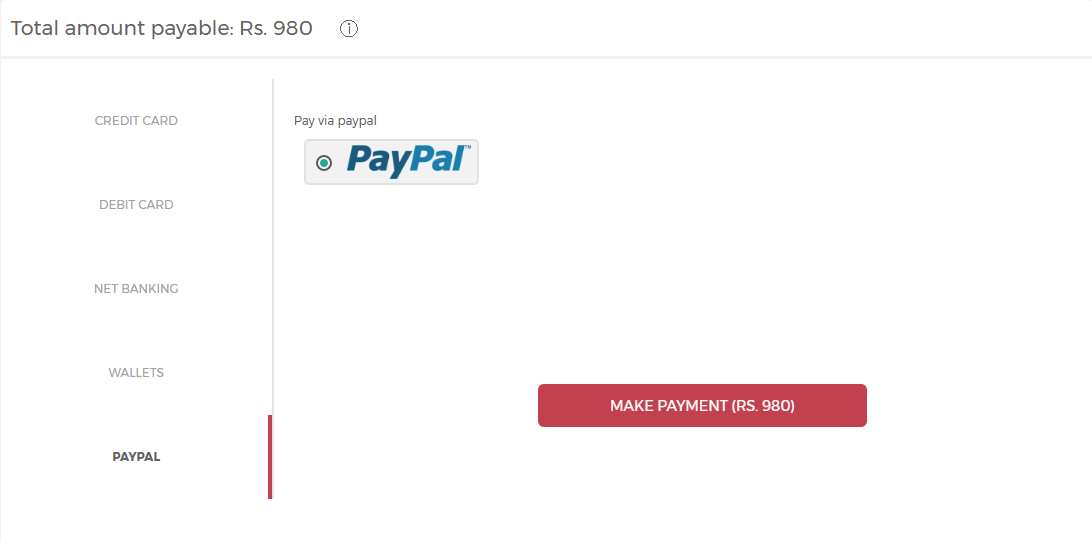 Total amount payable: Rs. 980
CREDIT CARD
DEBIT CARD
NET BANKING
WALLETS
PAYPAL
Pay via paypal
PayPal™
MAKE PAYMENT (RS. 980)